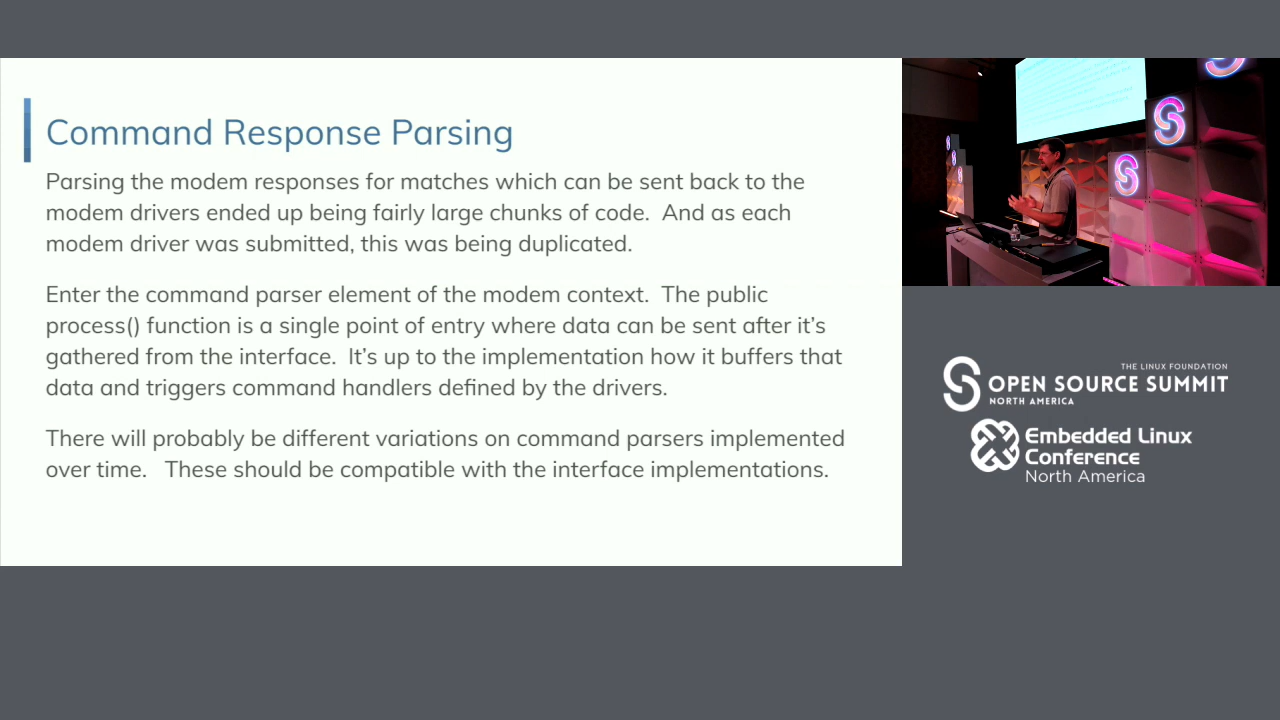 Command Response Parsing
Parsing the modem responses for matches which can be sent back to the
modem drivers ended up being fairly large chunks of code.  And as each
modem driver was submitted, this was being duplicated.
Enter the command parser element of the modem context.  The public
process() function is a single point of entry where data can be sent after it’s
gathered from the interface.  It’s up to the implementation how it buffers that
data and triggers command handlers defined by the drivers.
There will probably be different variations on command parsers implemented
over time.   These should be compatible with the interface implementations.
THE LINUX FOUNDATION
OPEN SOURCE SUMMIT
NORTH AMERICA
Embedded Linux
Conference
North America